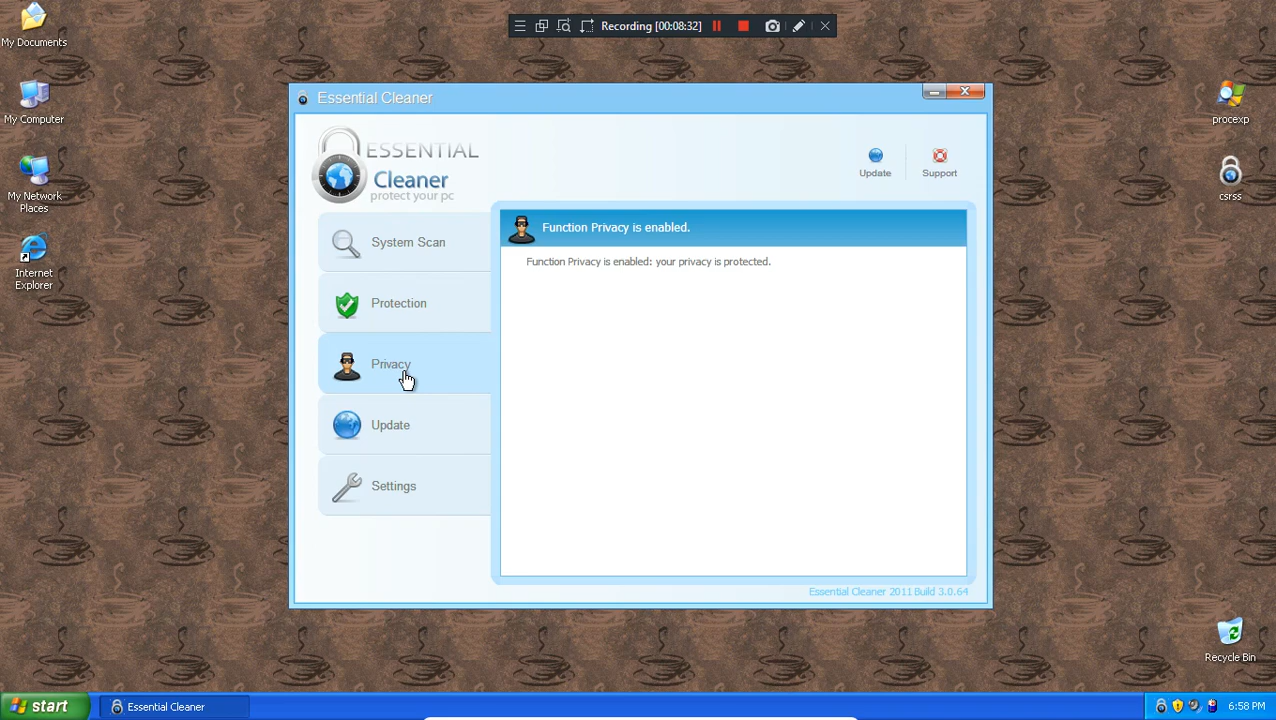 My Documents
My Computer
My Network
Places
Internet
Explorer
Recording [00:08:32]
Essential Cleaner
ESSENTIAL
Cleaner
protect your pc
Update
Support
System Scan
Protection
Privacy
Update
Settings
Function Privacy is enabled.
Function Privacy is enabled: your privacy is protected.
Essential Cleaner 2011 Build 3.0.64
procexp
csrss
Recycle Bin
start
Essential Cleaner
6:58 PM